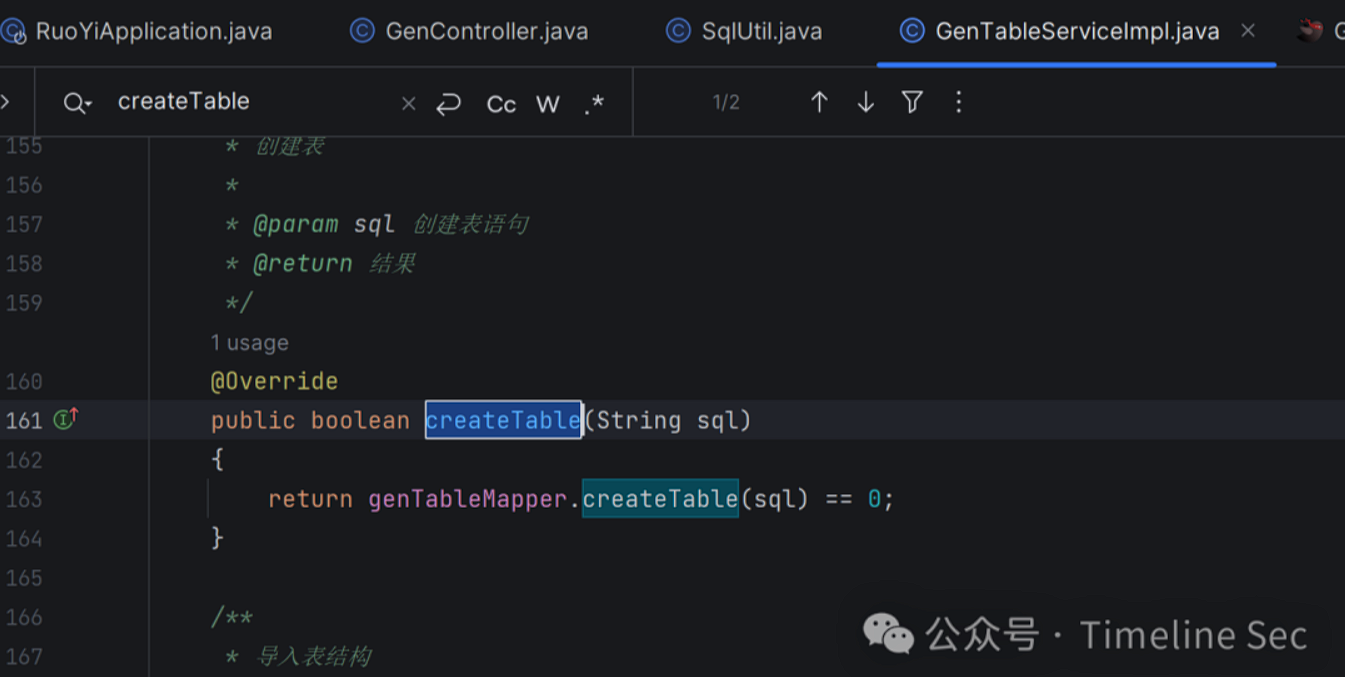 RuoYiApplication.java GenController.java SqlUtil.java GenTableServiceImpl.java
createTable Cc W .* 1/2
155 * 创建表
156 *
157 * @param sql 创建表语句
158 * @return 结果
159 */
1 usage
160 @Override
161 public boolean createTable(String sql)
162 {
163 return genTableMapper.createTable(sql) == 0;
164 }
165
166 /**
167 * 导入表结构
公众号 · Timeline Sec